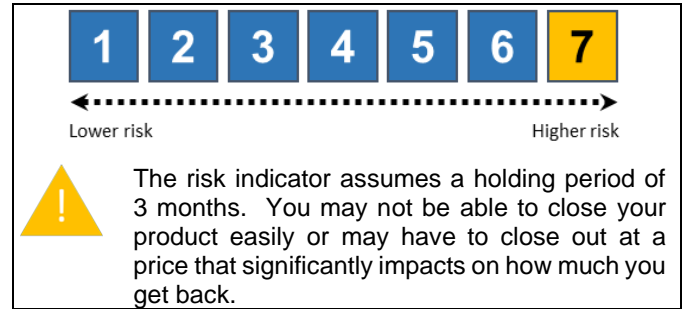 1 2 3 4 5 6 7
Lower risk Higher risk
!
The risk indicator assumes a holding period of
3 months. You may not be able to close your
product easily or may have to close out at a
price that significantly impacts on how much you
get back.